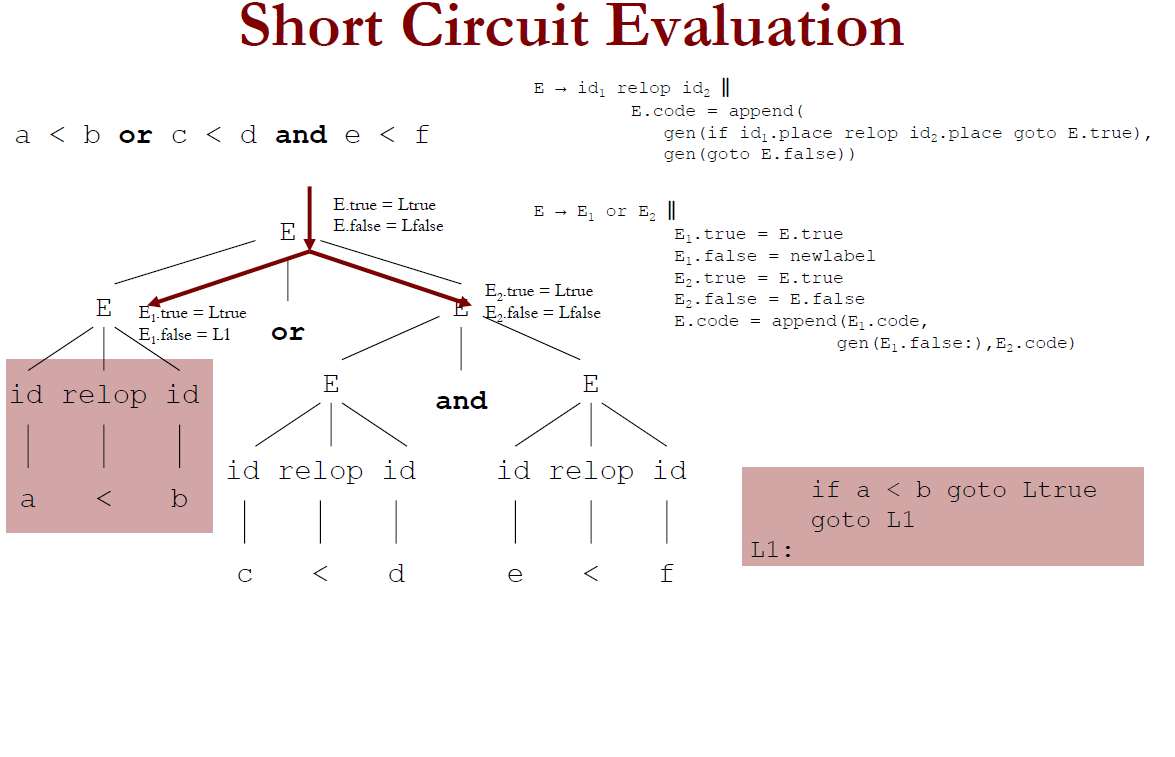 Short Circuit Evaluation
a < b or c < d and e < f
E → id₁ relop id₂ ‖
E.code = append(
gen(if id₁.place relop id₂.place goto E.true),
gen(goto E.false))
E → E₁ or E₂ ‖
E₁.true = E.true
E₁.false = newlabel
E₂.true = E.true
E₂.false = E.false
E.code = append(E₁.code,
gen(E₁.false:),E₂.code)
E.true = Ltrue
E.false = Lfalse
E
E
E₁.true = Ltrue
E₁.false = L1
or
E
E₂.true = Ltrue
E₂.false = Lfalse
id relop id
a < b
E
and
E
id relop id
id relop id
c < d
e < f
if a < b goto Ltrue
goto L1
L1: